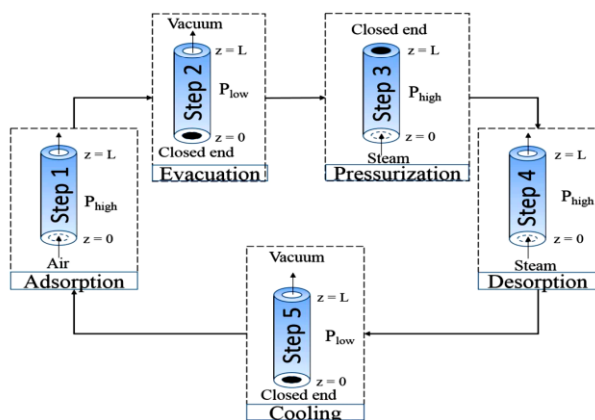 Step 1
z = L
P_high
z = 0
Air
Adsorption
Vacuum
Step 2
z = L
P_low
z=0
Closed end
Evacuation
Closed end
Step 3
z = L
P_high
z = 0
Steam
Pressurization
Step 4
z = L
P_high
z = 0
Steam
Desorption
Vacuum
Step 5
z = L
P_low
z = 0
Closed end
Cooling